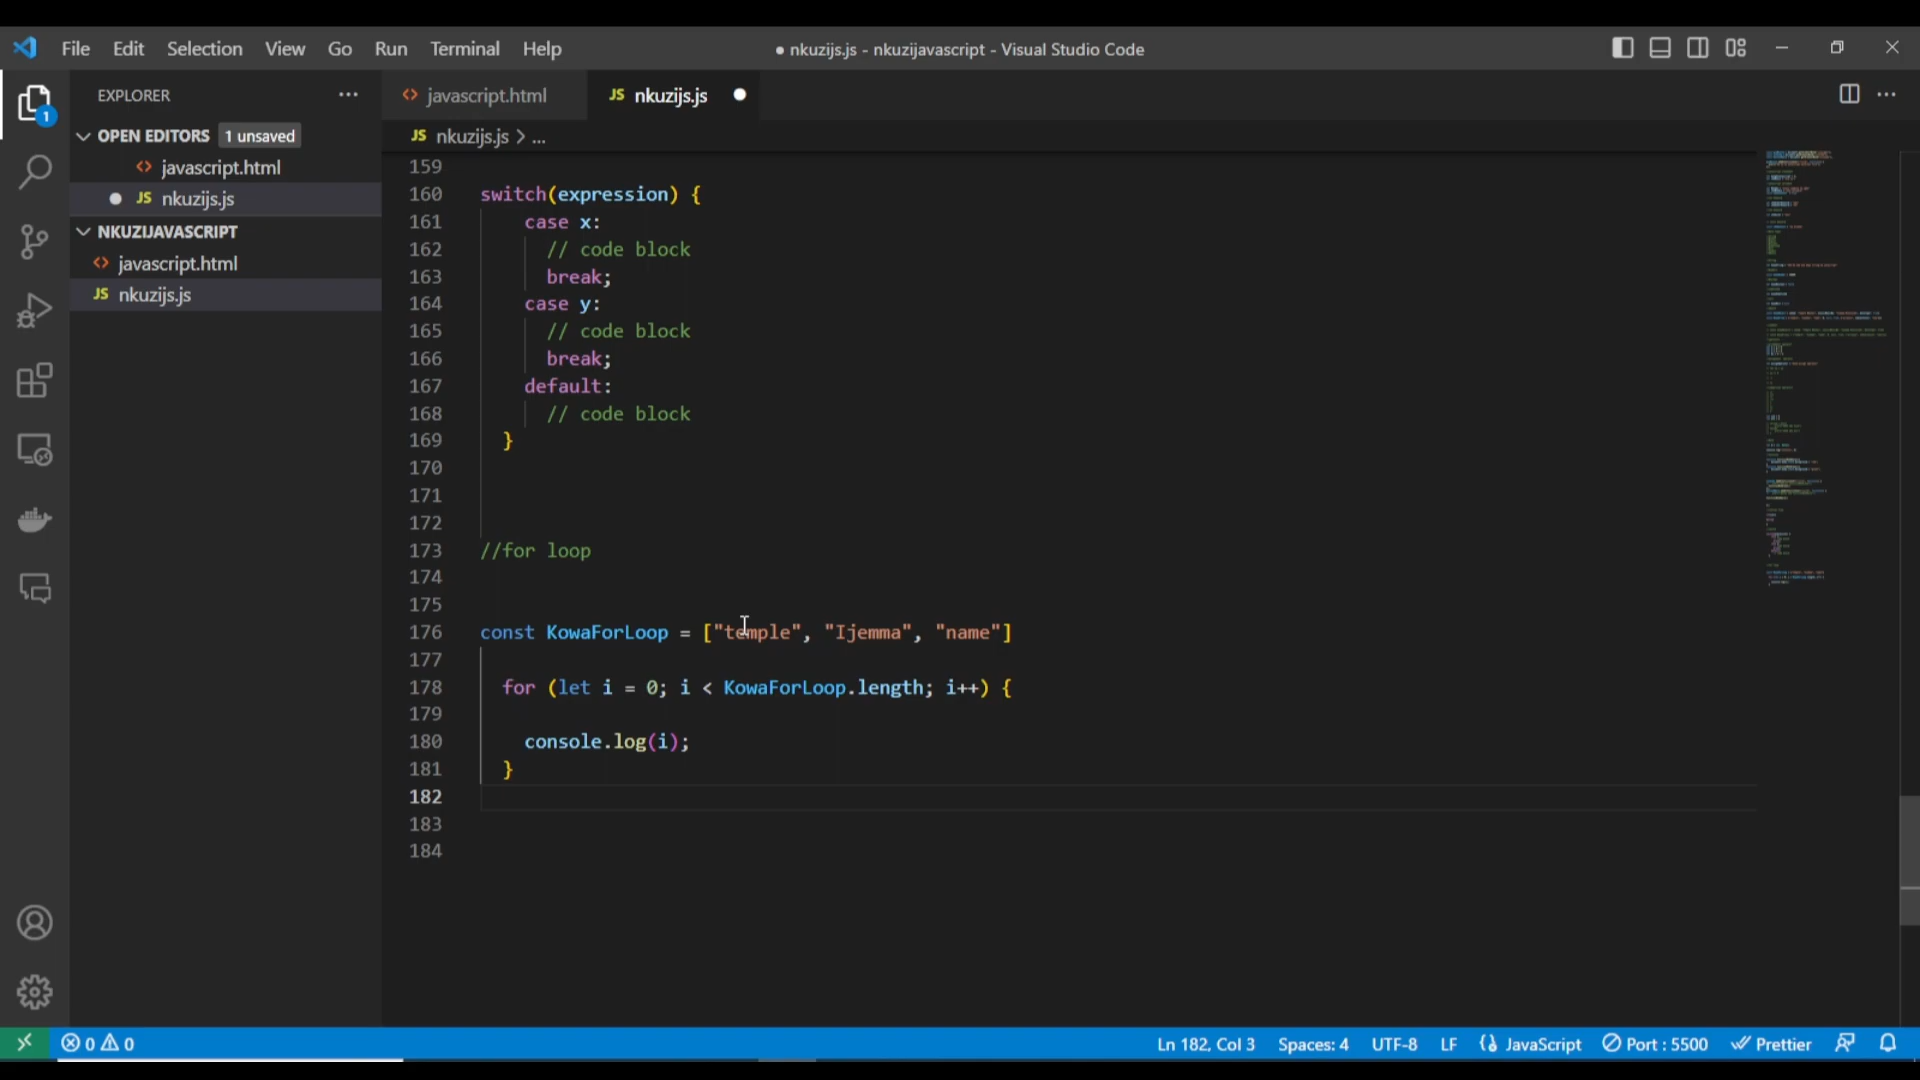 File Edit Selection View Go Run Terminal Help
● nkuzijs.js - nkuzijavascript - Visual Studio Code
EXPLORER ...
javascript.html
JS nkuzijs.js
OPEN EDITORS 1 unsaved
javascript.html
JS nkuzijs.js
NKUZIJAVASCRIPT
javascript.html
JS nkuzijs.js
1
JS nkuzijs.js > ...
159
160 switch(expression) {
161 case x:
162 // code block
163 break;
164 case y:
165 // code block
166 break;
167 default:
168 // code block
169 }
170
171
172
173 //for loop
174
175
176 const KowaForLoop = ["temple", "Ijemma", "name"]
177
178 for (let i = 0; i < KowaForLoop.length; i++) {
179
180 console.log(i);
181 }
182
183
184
0 0
Ln 182, Col 3 Spaces: 4 UTF-8 LF JavaScript Port : 5500 Prettier